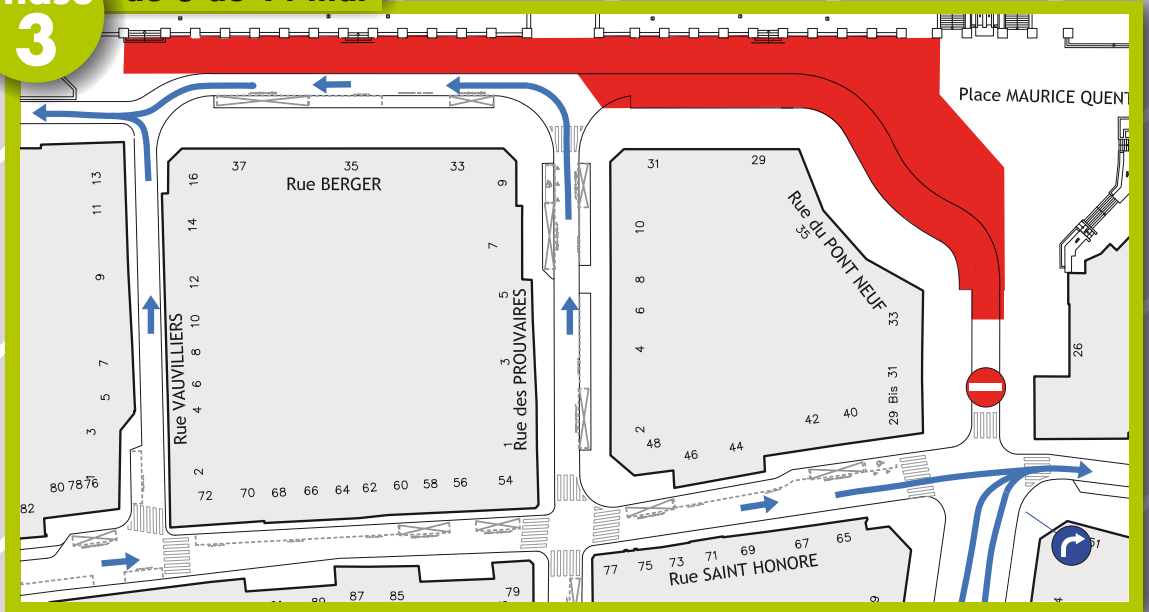 3
Place MAURICE QUENT
37
35
33
Rue BERGER
31
29
Rue du PONT NEUF
35
13
11
9
7
5
3
80 78 76
82
16
14
12
10
8
6
4
2
Rue VAUVILLIERS
9
7
5
3
1
Rue des PROUVAIRES
72 70 68 66 64 62 60 58 56 54
10
8
6
4
2
48 46 44 42 40
33
31
29 Bis
26
77 75 73 71 69 67 65
Rue SAINT HONORE
87 85 79